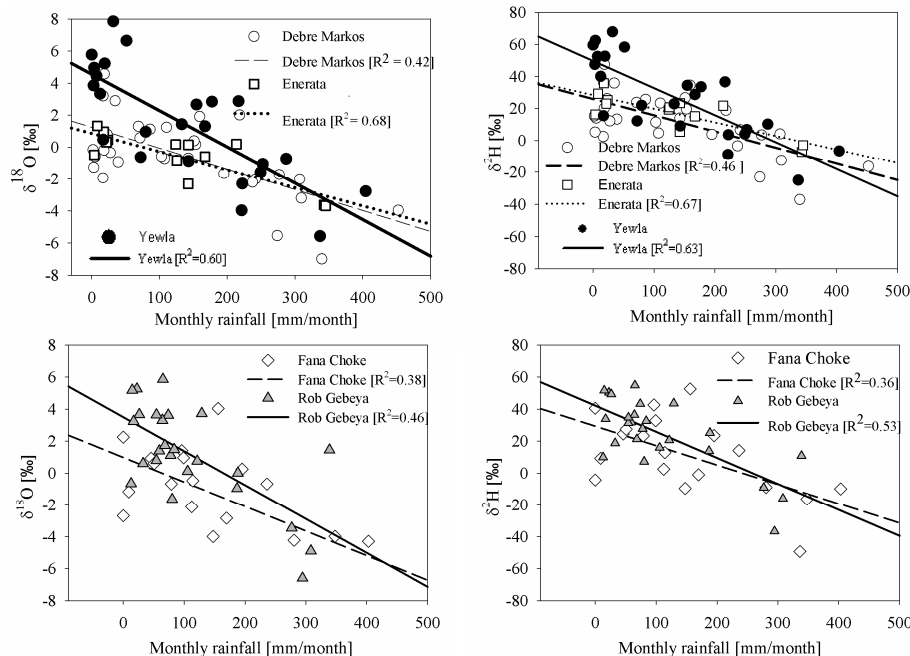 8
6
4
2
0
-2
-4
-6
-8
δ18O [‰]
Debre Markos
Debre Markos [R2 = 0.42]
Enerata
Enerata [R2 = 0.68]
Yewla
Yewla [R2=0.60]
0 100 200 300 400 500
Monthly rainfall [mm/month]
80
60
40
20
0
-20
-40
-60
-80
δ2H [‰]
Debre Markos
Debre Markos [R2=0.46 ]
Enerata
Enerata [R2=0.67]
Yewla
Yewla [R2=0.63]
0 100 200 300 400 500
Monthly rainfall [mm/month]
8
6
4
2
0
-2
-4
-6
-8
δ18O [‰]
Fana Choke
Fana Choke [R2=0.38]
Rob Gebeya
Rob Gebeya [R2=0.46]
0 100 200 300 400 500
Monthly rainfall [mm/month]
80
60
40
20
0
-20
-40
-60
-80
δ2H [‰]
Fana Choke
Fana Choke [R2=0.36]
Rob Gebeya
Rob Gebeya [R2=0.53]
0 100 200 300 400 500
Monthly rainfall [mm/month]